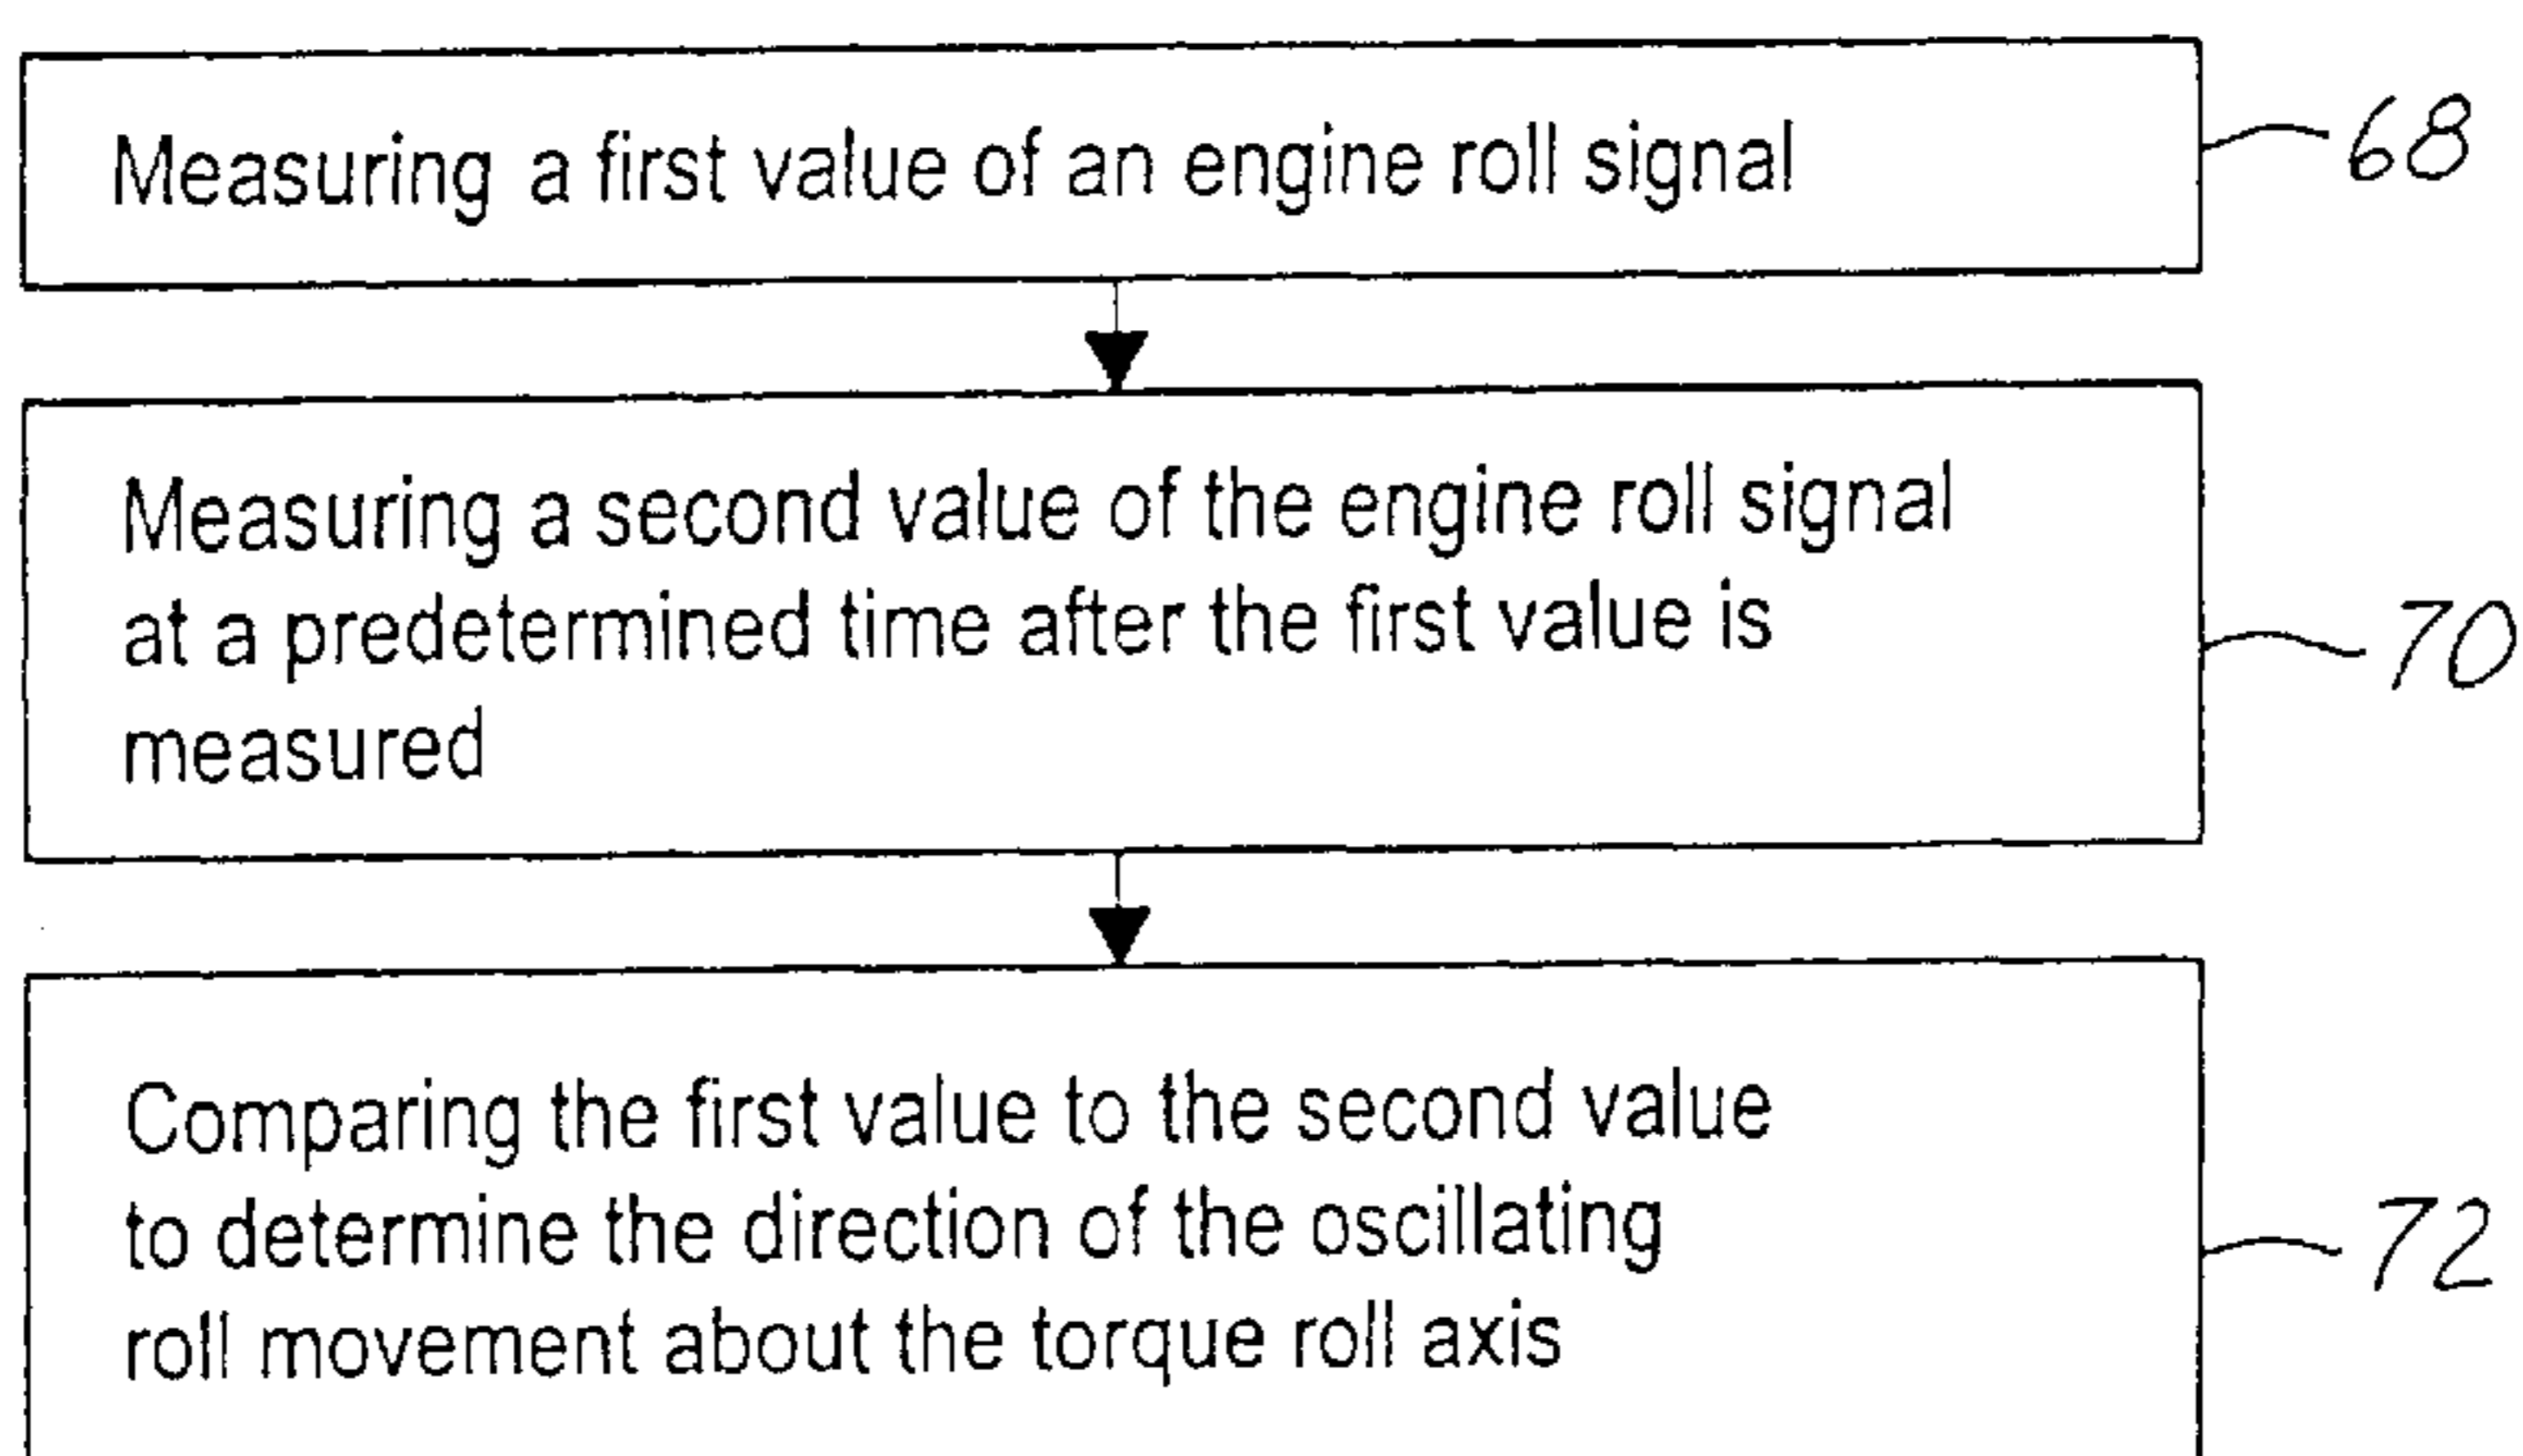 Measuring a first value of an engine roll signal
68
Measuring a second value of the engine roll signal
at a predetermined time after the first value is
measured
70
Comparing the first value to the second value
to determine the direction of the oscillating
roll movement about the torque roll axis
72